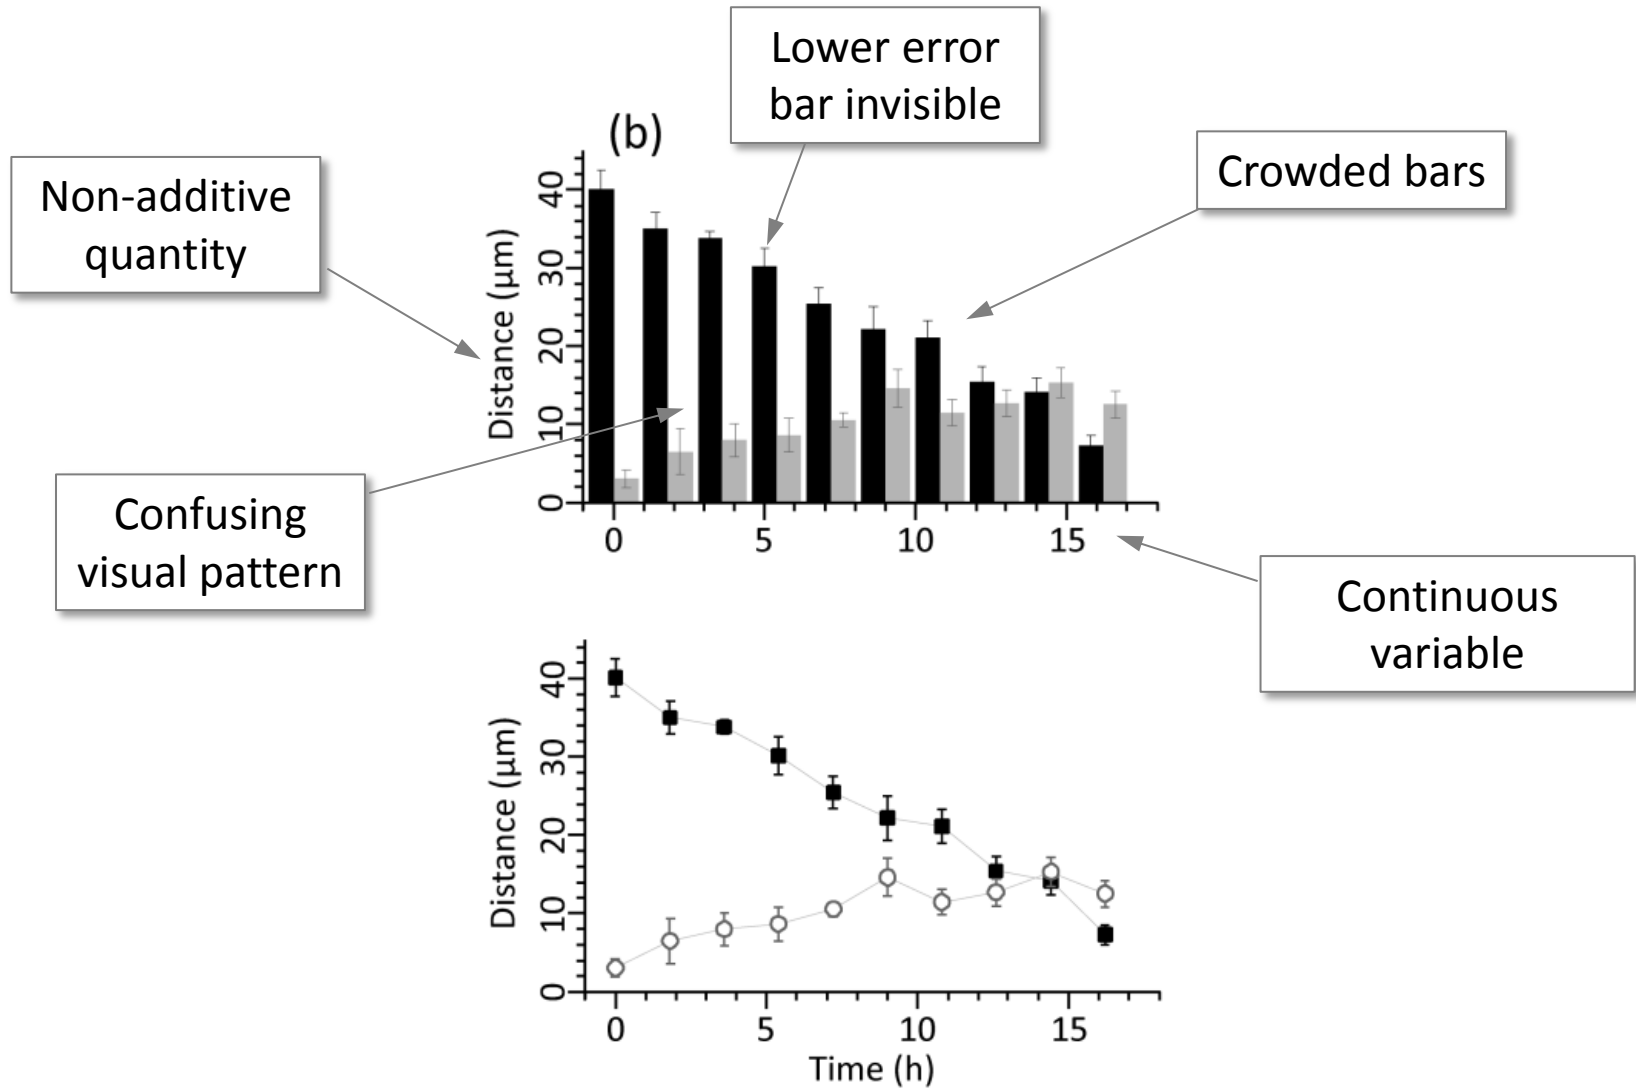 Lower error
bar invisible
(b)
Crowded bars
Non-additive
quantity
Distance (µm)
40
30
20
10
0
0 5 10 15
Confusing
visual pattern
Continuous
variable
Distance (µm)
40
30
20
10
0
0 5 10 15
Time (h)